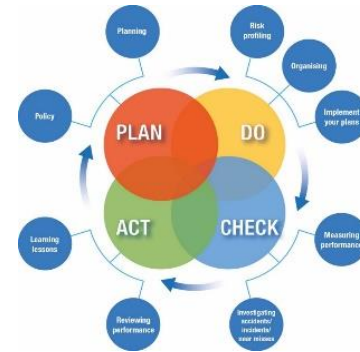 Planning
Risk
profiling
Organising
Policy
PLAN
DO
Implement
your plans
ACT
CHECK
Learning
lessons
Measuring
performance
Reviewing
performance
Investigating
accidents/
incidents/
near misses